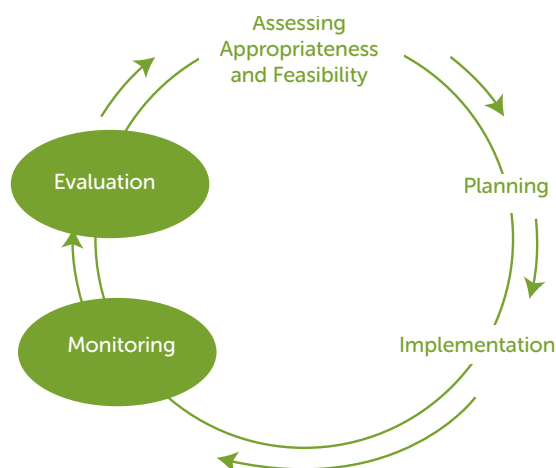 Assessing
Appropriateness
and Feasibility
Planning
Implementation
Monitoring
Evaluation